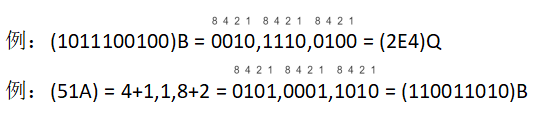 8 4 2 1 8 4 2 1 8 4 2 1
例：(1011100100)B = 0010,1110,0100 = (2E4)Q
8 4 2 1 8 4 2 1 8 4 2 1
例：(51A) = 4+1,1,8+2 = 0101,0001,1010 = (110011010)B